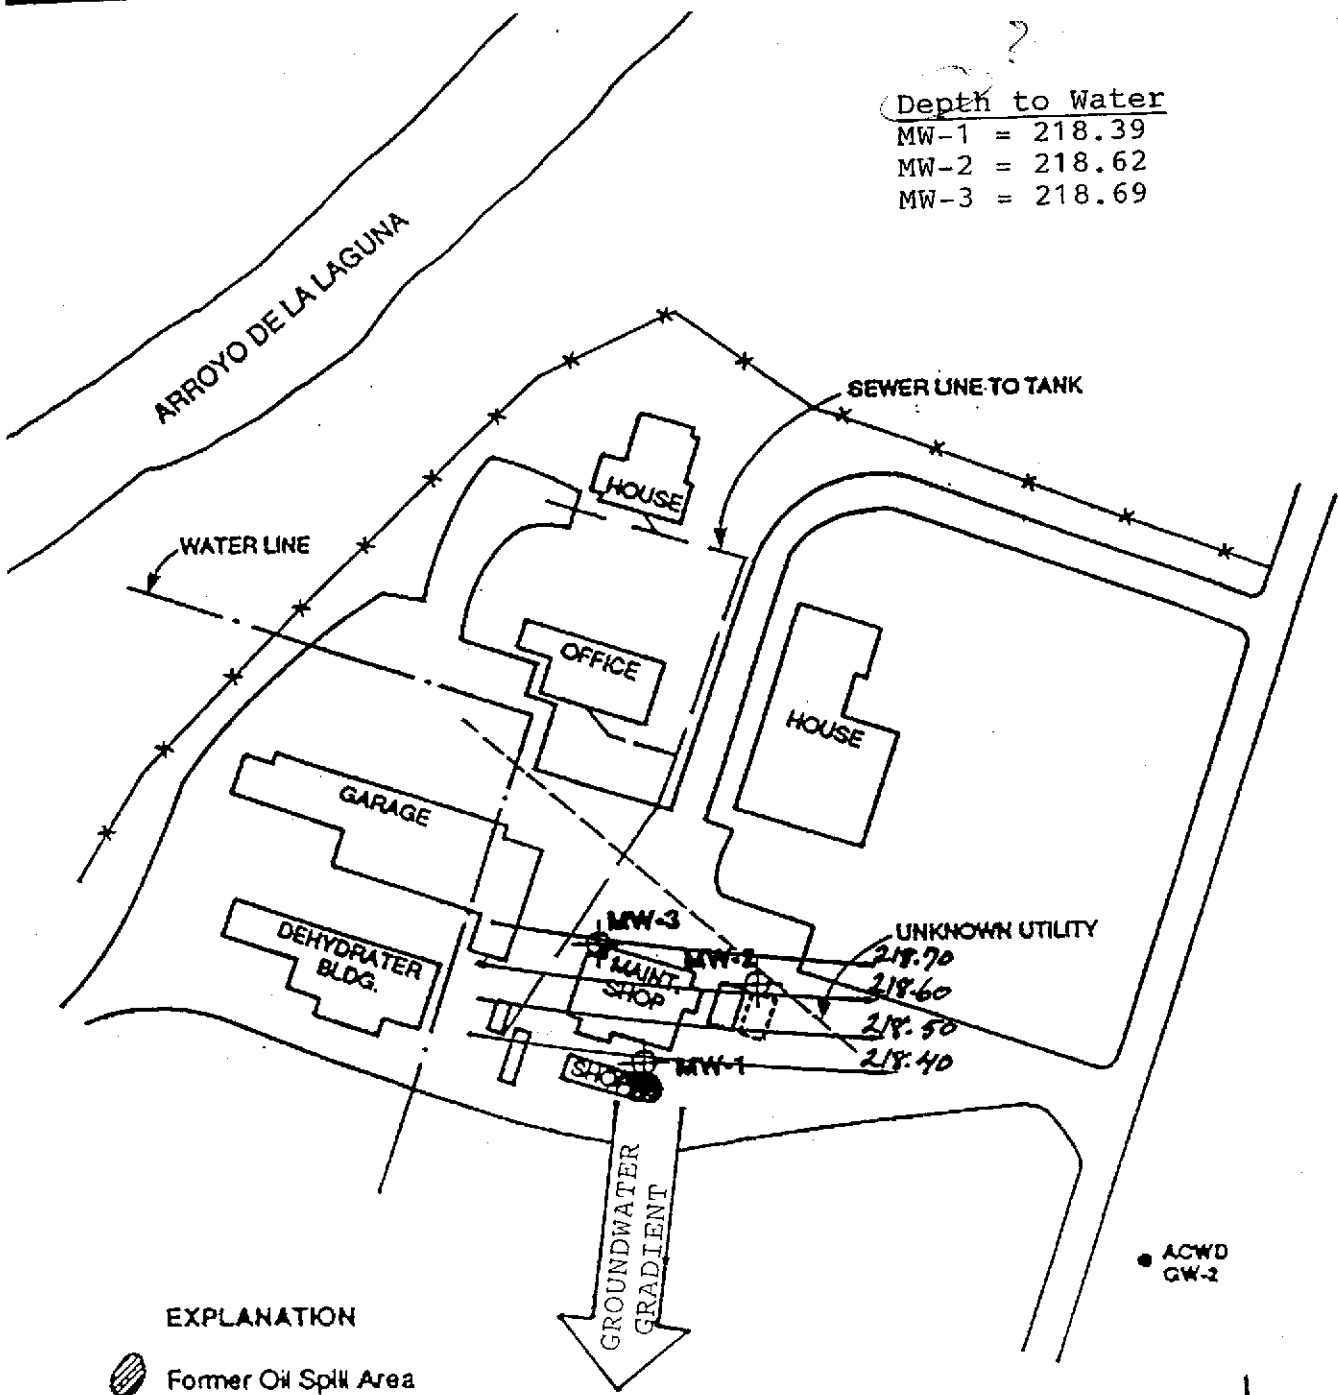 ?
Depth to Water
MW-1 = 218.39
MW-2 = 218.62
MW-3 = 218.69
ARROYO DE LA LAGUNA
SEWER LINE TO TANK
HOUSE
WATER LINE
OFFICE
HOUSE
GARAGE
MW-3
UNKNOWN UTILITY
DEHYDRATER
BLDG.
MW-2
218.70
MAINT.
SHOP
218.60
218.50
218.40
MW-1
SHOP
GROUNDWATER
GRADIENT
ACWD
GW-2
EXPLANATION
Former Oil Spill Area